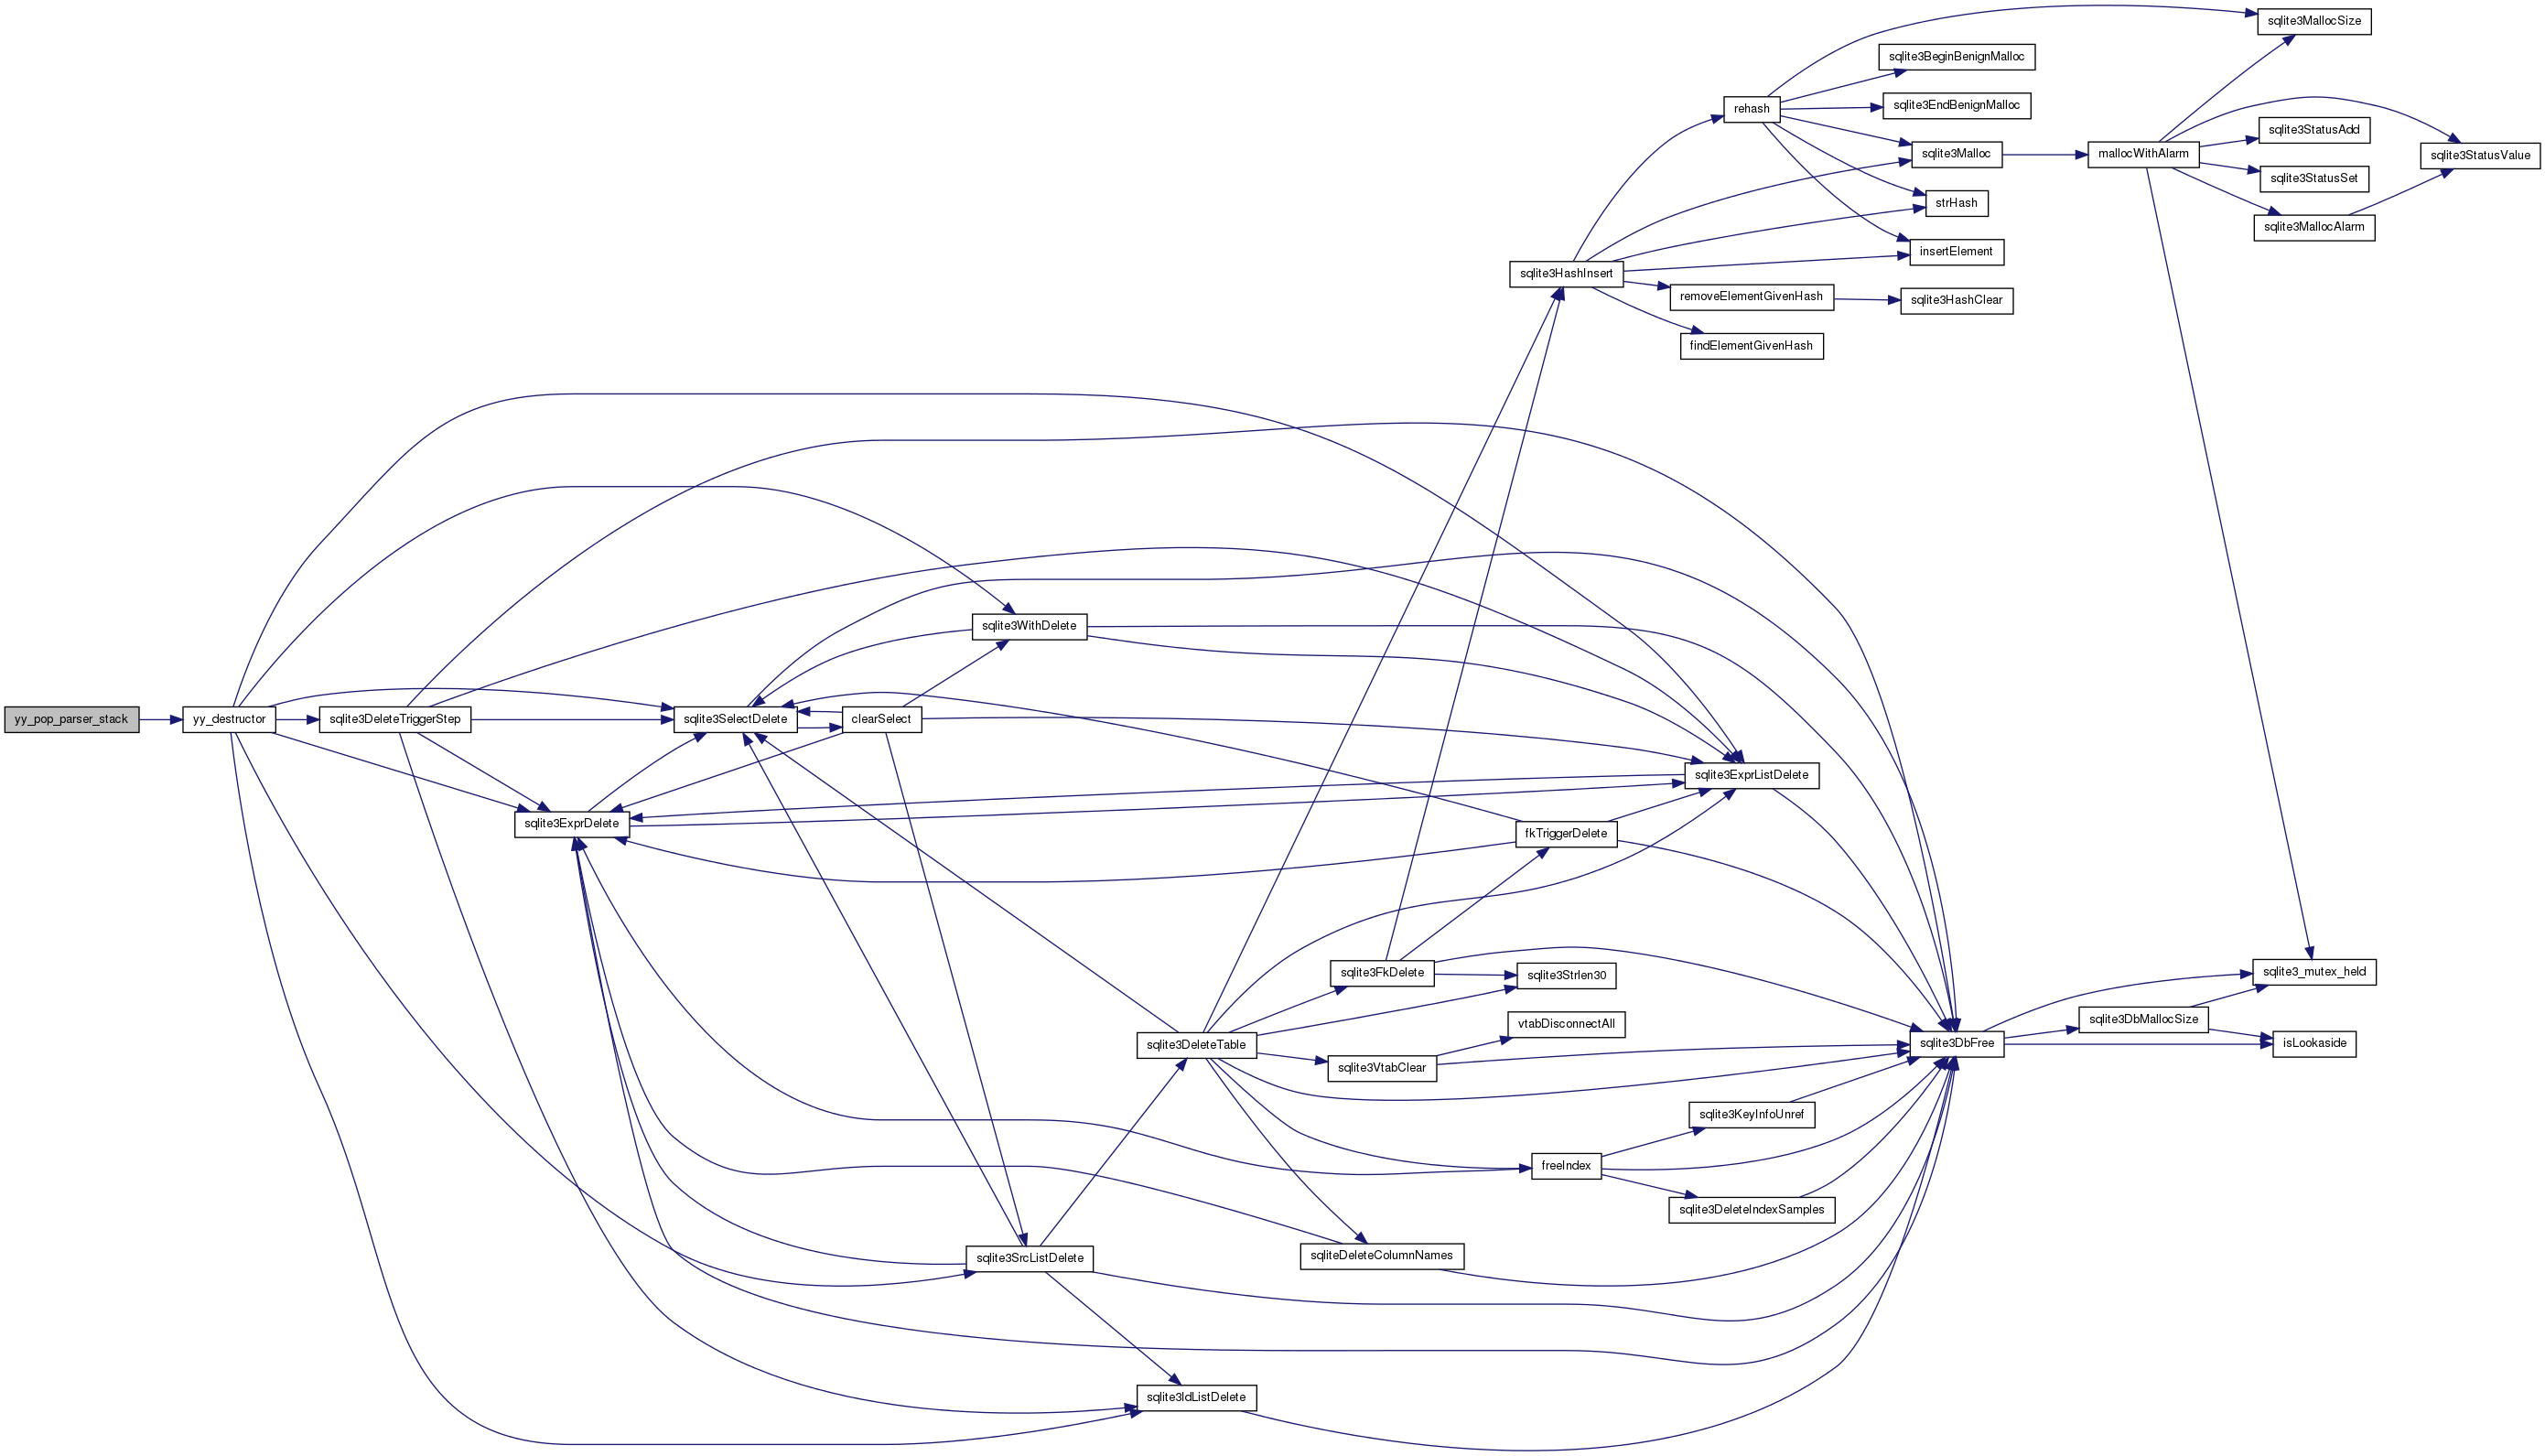 yy_pop_parser_stack
yy_destructor
sqlite3DeleteTriggerStep
sqlite3ExprDelete
sqlite3SelectDelete
clearSelect
sqlite3WithDelete
sqlite3SrcListDelete
sqlite3DeleteTable
sqlite3IdListDelete
sqlite3FkDelete
sqlite3VtabClear
sqliteDeleteColumnNames
sqlite3HashInsert
fkTriggerDelete
sqlite3Strlen30
vtabDisconnectAll
freeIndex
rehash
removeElementGivenHash
findElementGivenHash
sqlite3ExprListDelete
sqlite3KeyInfoUnref
sqlite3DeleteIndexSamples
sqlite3BeginBenignMalloc
sqlite3EndBenignMalloc
sqlite3Malloc
strHash
insertElement
sqlite3HashClear
sqlite3DbFree
mallocWithAlarm
sqlite3DbMallocSize
sqlite3MallocSize
sqlite3StatusAdd
sqlite3StatusSet
sqlite3MallocAlarm
sqlite3_mutex_held
isLookaside
sqlite3StatusValue